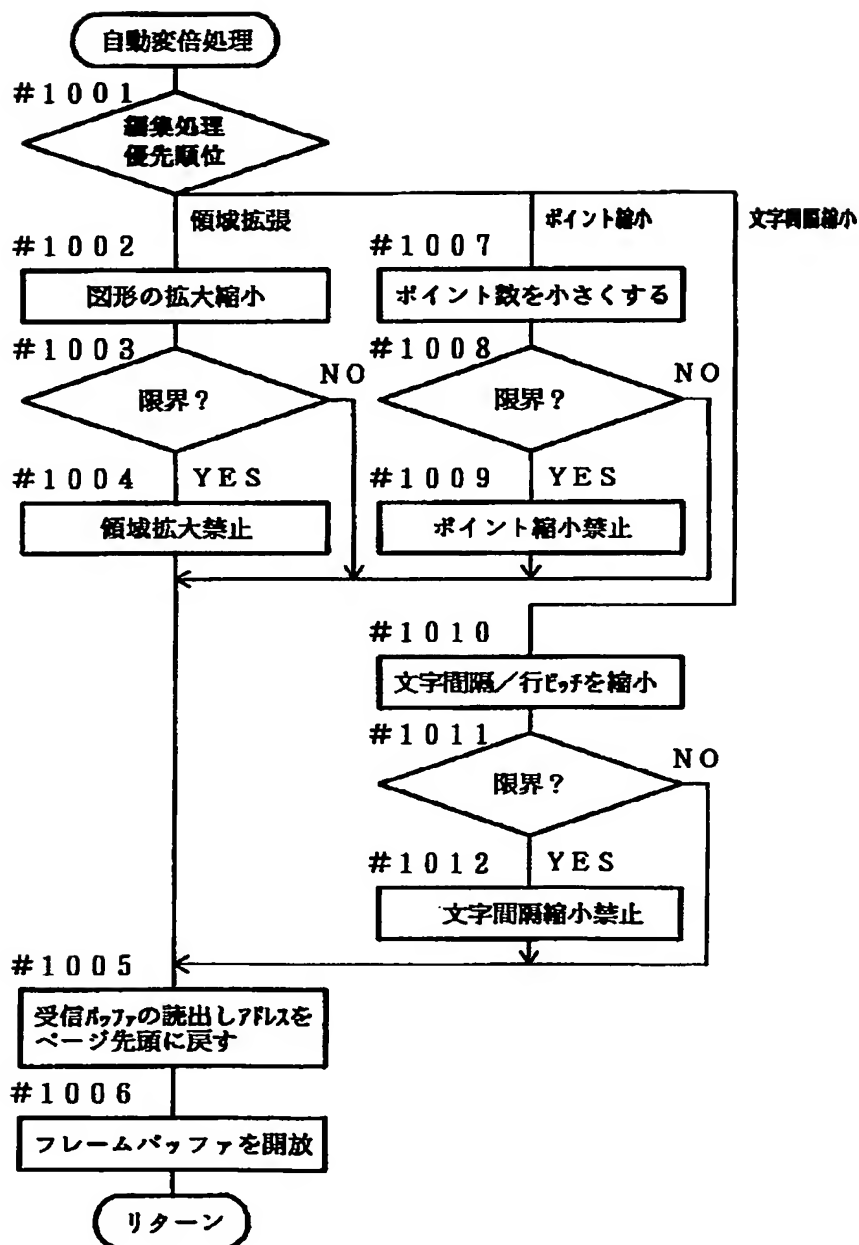 自動変倍処理
#1001
編集処理
優先順位
領域拡張
ポイント縮小
文字間隔縮小
#1002
図形の拡大縮小
#1007
ポイント数を小さくする
#1003
限界?
NO
#1008
限界?
NO
#1004
YES
領域拡大禁止
#1009
YES
ポイント縮小禁止
#1010
文字間隔/行ピッチを縮小
#1011
限界?
NO
#1012
YES
文字間隔縮小禁止
#1005
受信バッファの読出しアドレスを
ページ先頭に戻す
#1006
フレームバッファを開放
リターン